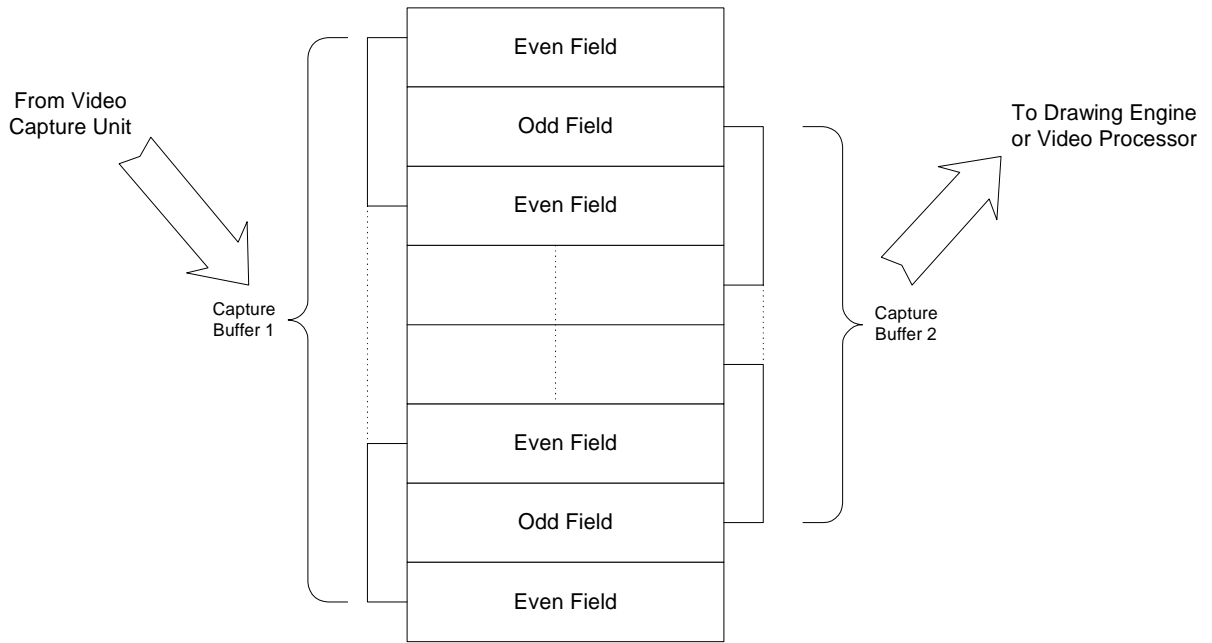 Even Field
From Video
Capture Unit
Odd Field
To Drawing Engine
or Video Processor
Even Field
Capture
Buffer 1
Capture
Buffer 2
Even Field
Odd Field
Even Field